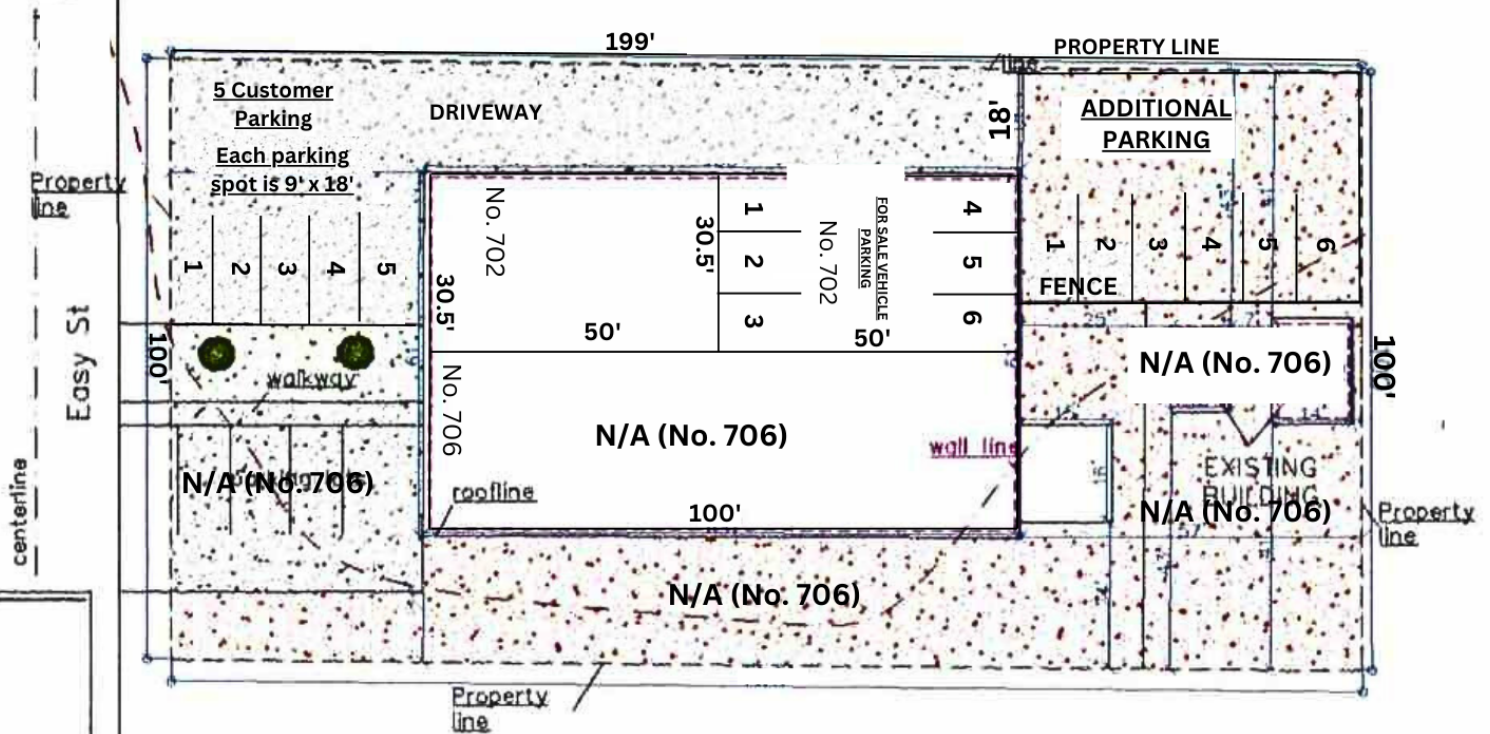 199'
PROPERTY LINE
line
5 Customer
Parking
Each parking
spot is 9' x 18'
DRIVEWAY
18'
ADDITIONAL
PARKING
Property
line
No. 702
30.5'
1
2
3
No. 702
FOR SALE VEHICLE
PARKING
4
5
6
1
2
3
4
5
6
1
2
3
4
5
30.5'
FENCE
25'
50'
50'
Easy St
100'
100'
walkway
N/A (No. 706)
14'
No. 706
N/A (No. 706)
wall line
N/A (No. 706)
EXISTING
BUILDING
N/A (No. 706)
57'
roofline
100'
Property
line
centerline
N/A (No. 706)
Property
line